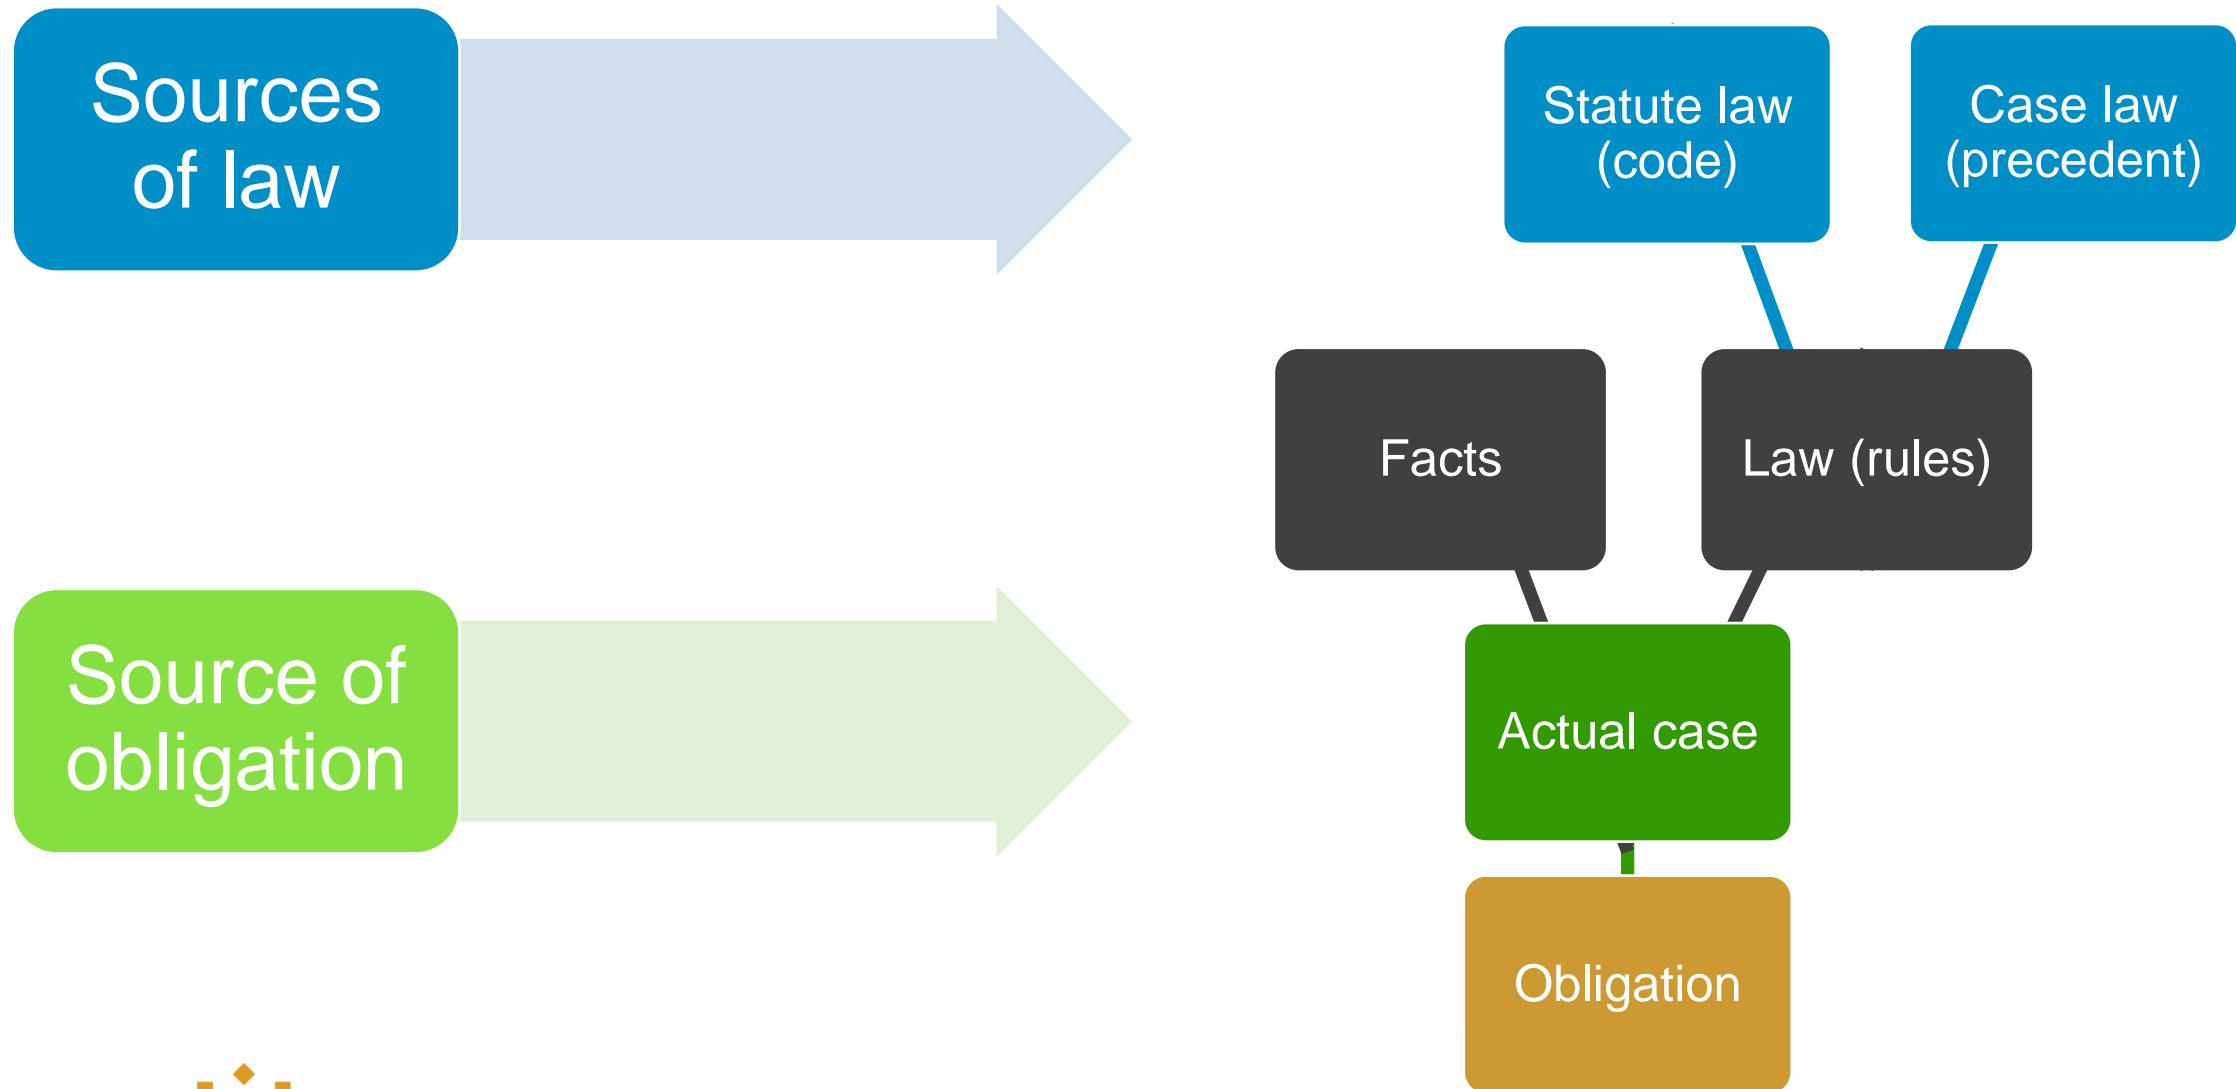 Sources
of law
Statute law
(code)
Case law
(precedent)
Facts
Law (rules)
Source of
obligation
Actual case
Obligation